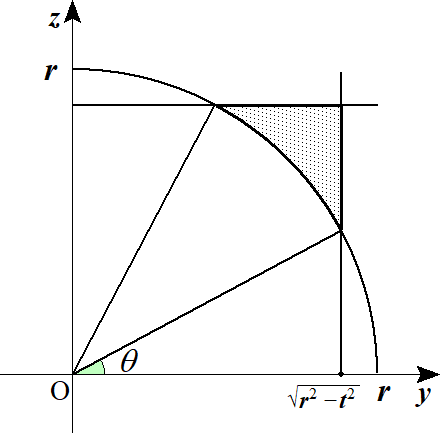 z
r
θ
O
√r² − t²
r
y